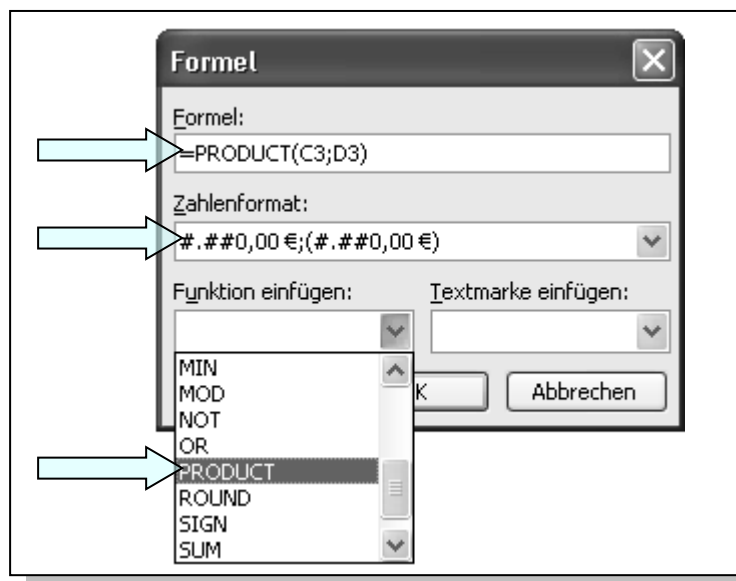 Formel
Formel:
=PRODUCT(C3;D3)
Zahlenformat:
#.##0,00 €;(#.##0,00 €)
Funktion einfügen: Textmarke einfügen:
MIN
MOD
K Abbrechen
NOT
OR
PRODUCT
ROUND
SIGN
SUM